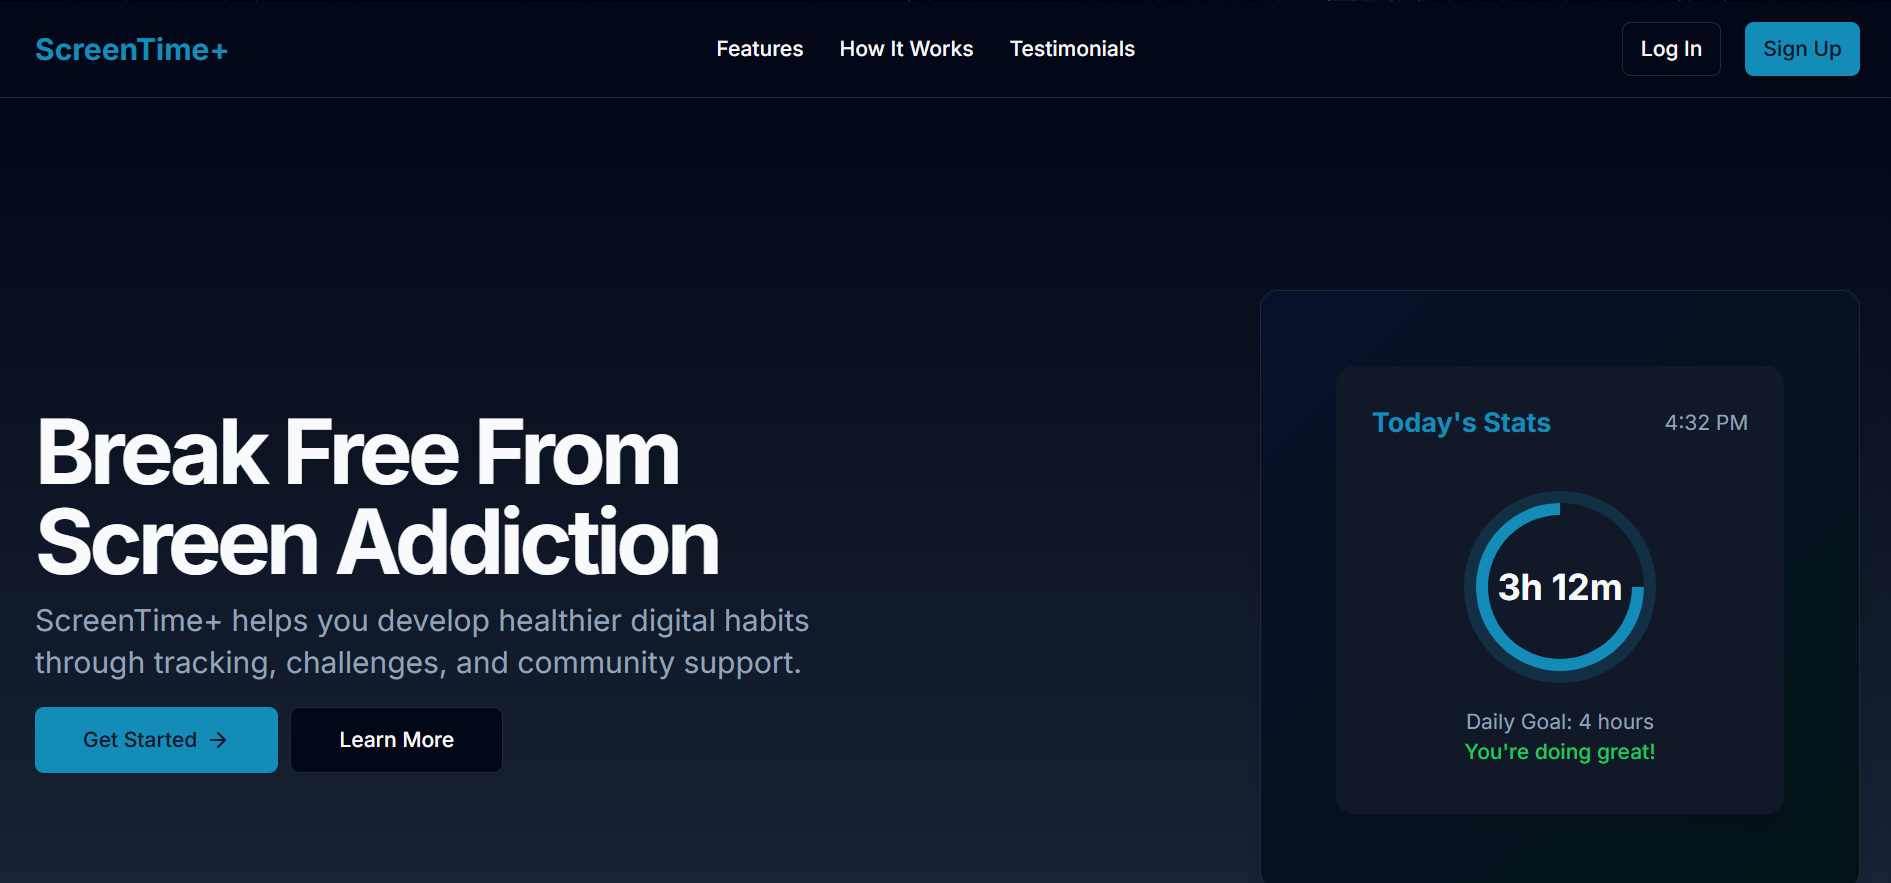 ScreenTime+
Features
How It Works
Testimonials
Log In
Sign Up
Break Free From
Screen Addiction
ScreenTime+ helps you develop healthier digital habits
through tracking, challenges, and community support.
Get Started →
Learn More
Today's Stats
4:32 PM
3h 12m
Daily Goal: 4 hours
You're doing great!